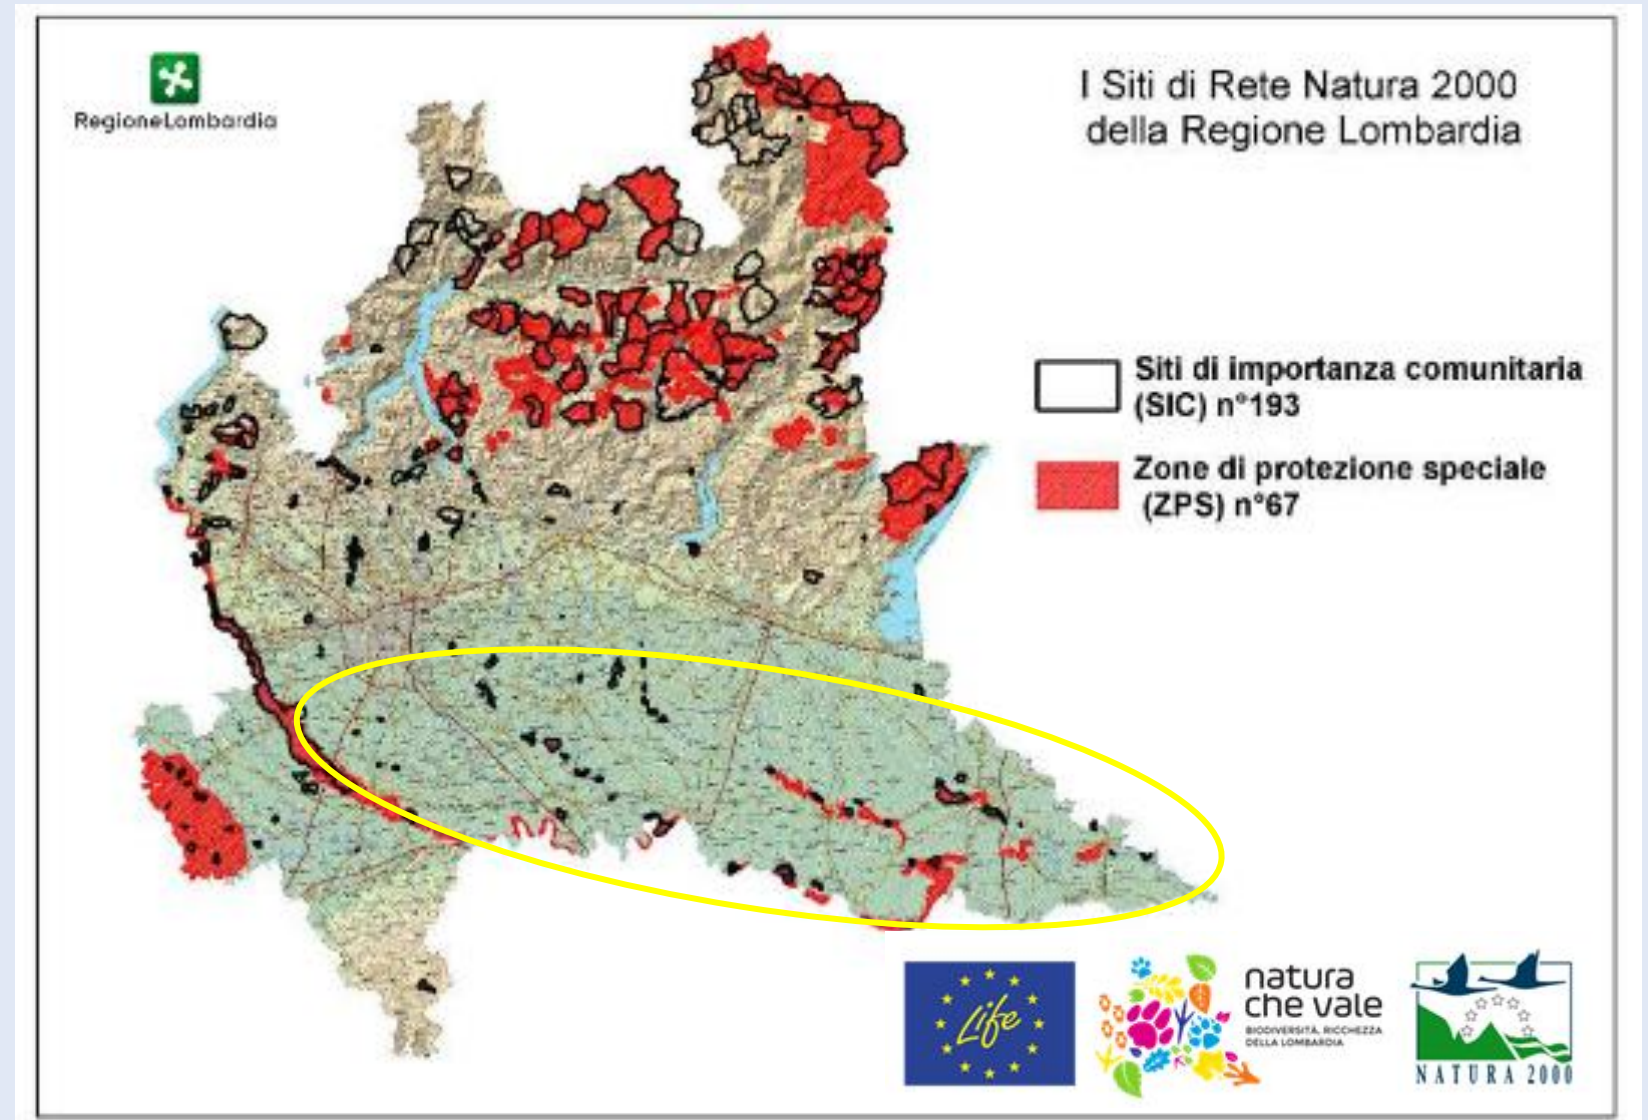 RegioneLombardia
I Siti di Rete Natura 2000
della Regione Lombardia
Siti di importanza comunitaria
(SIC) n°193
Zone di protezione speciale
(ZPS) n°67
Life
natura
che vale
BIODIVERSITÀ, RICCHEZZA
DELLA LOMBARDIA
NATURA 2000